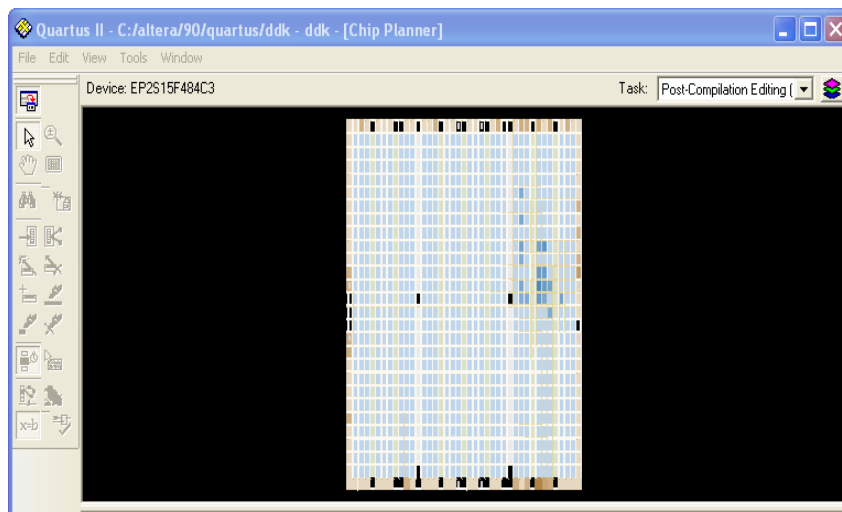 Quartus II - C:/altera/90/quartus/ddk - ddk - [Chip Planner]
File Edit View Tools Window
Device: EP2S15F484C3 Task: Post-Compilation Editing (
x=b